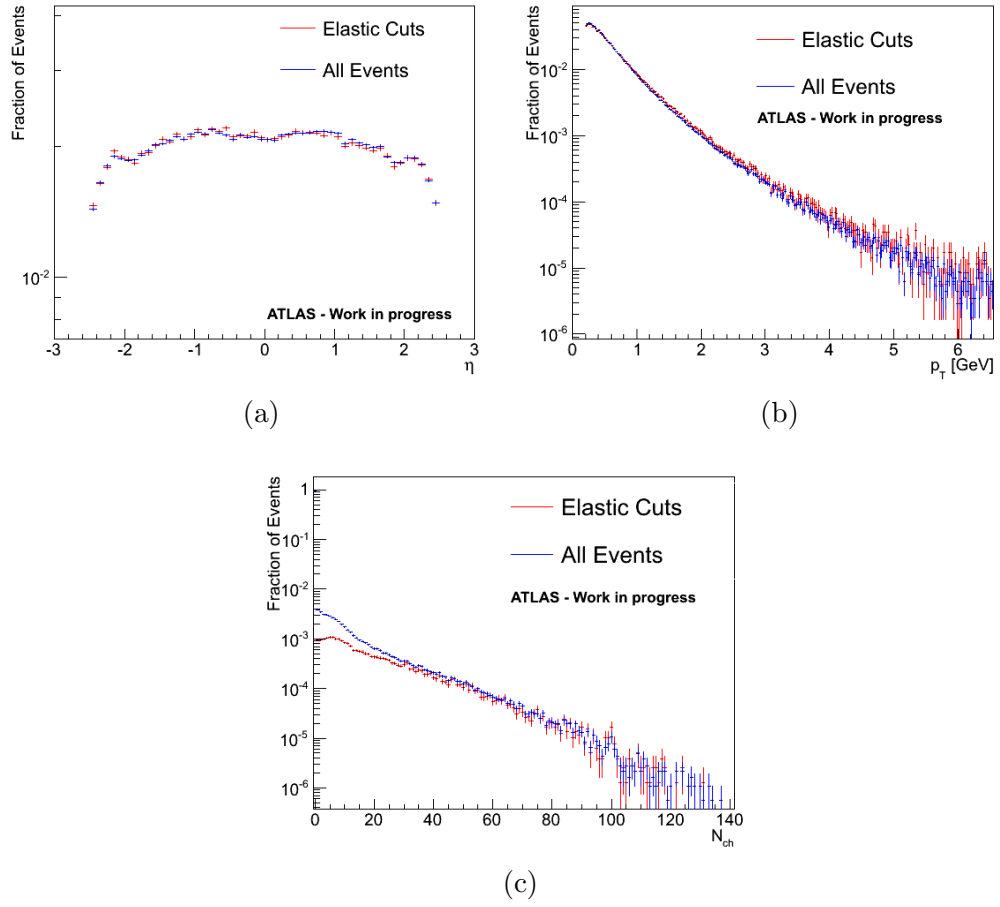 Fraction of Events
Elastic Cuts
All Events
10⁻²
ATLAS - Work in progress
-3 -2 -1 0 1 2 3
η
(a)
Fraction of Events
Elastic Cuts
All Events
ATLAS - Work in progress
10⁻²
10⁻³
10⁻⁴
10⁻⁵
10⁻⁶
0 1 2 3 4 5 6
p_T [GeV]
(b)
Fraction of Events
Elastic Cuts
All Events
ATLAS - Work in progress
1
10⁻¹
10⁻²
10⁻³
10⁻⁴
10⁻⁵
10⁻⁶
0 20 40 60 80 100 120 140
N_ch
(c)